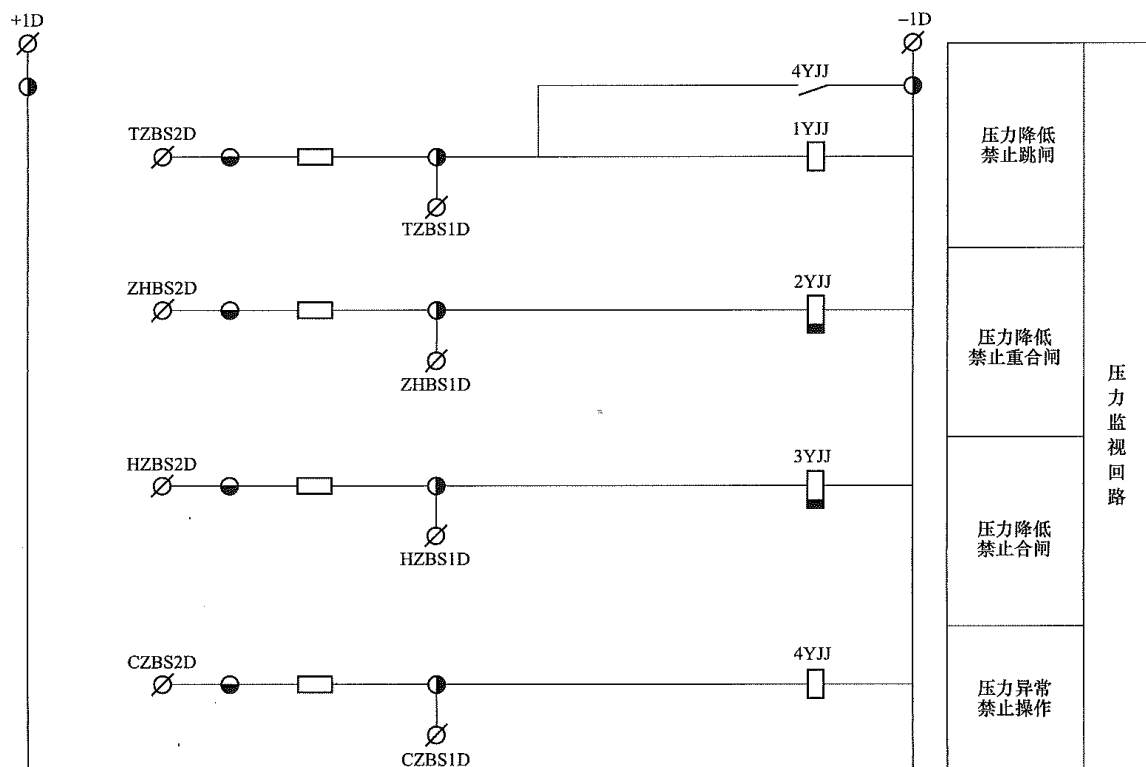 +1D
−1D
4YJJ
TZBS2D
1YJJ
TZBS1D
压力降低
禁止跳闸
ZHBS2D
2YJJ
ZHBS1D
压力降低
禁止重合闸
HZBS2D
3YJJ
HZBS1D
压力降低
禁止合闸
CZBS2D
4YJJ
CZBS1D
压力异常
禁止操作
压力监视回路